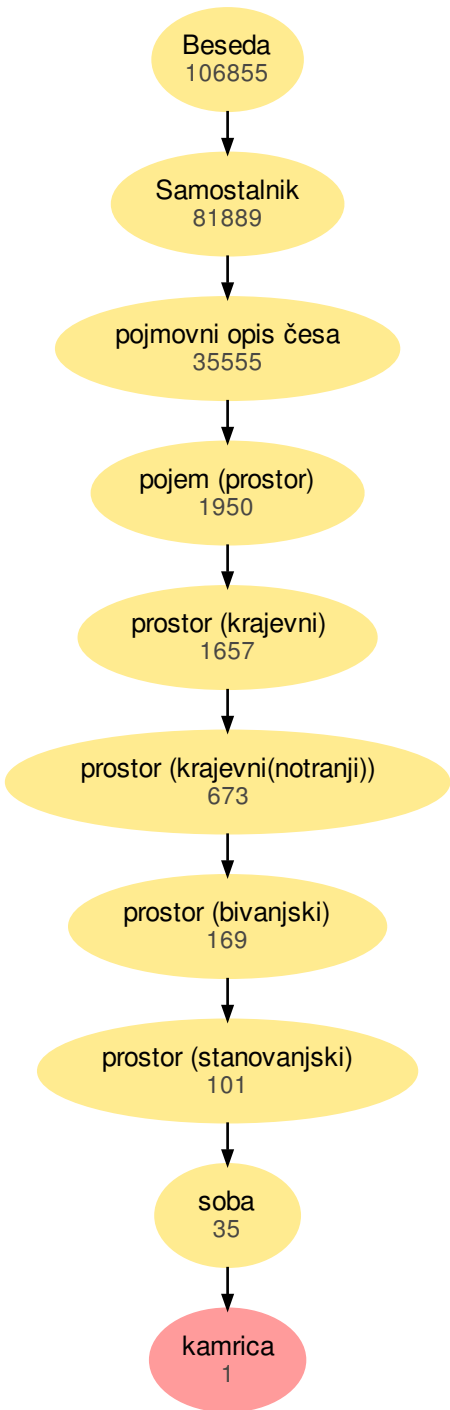 Beseda
106855
Samostalnik
81889
pojmovni opis česa
35555
pojem (prostor)
1950
prostor (krajevni)
1657
prostor (krajevni(notranji))
673
prostor (bivanjski)
169
prostor (stanovanjski)
101
soba
35
kamrica
1